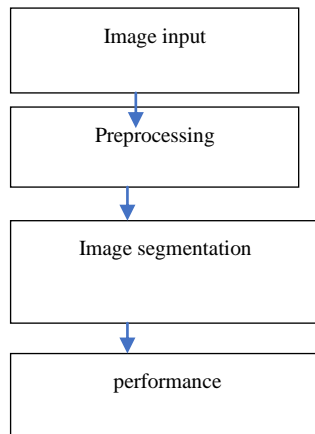 Image input
Preprocessing
Image segmentation
performance